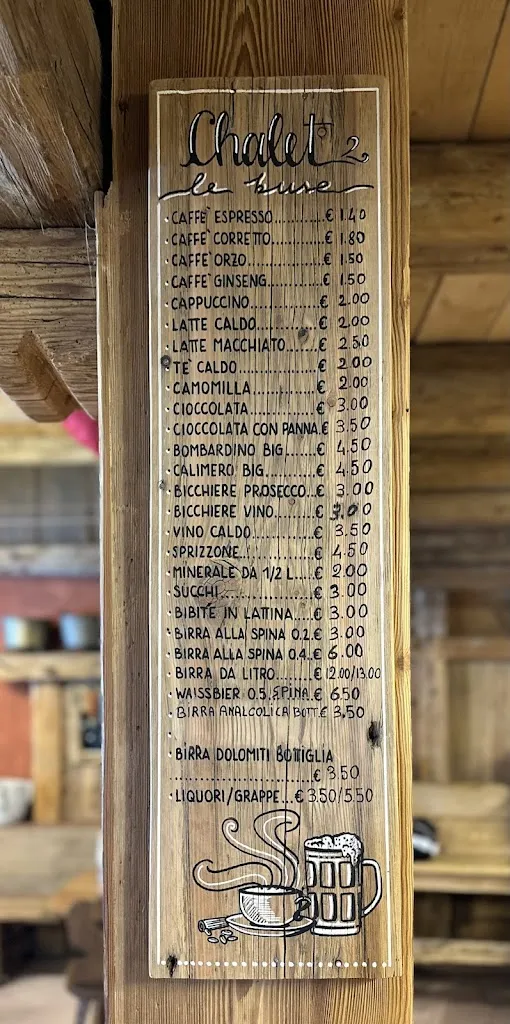 Chalet 2
le buse
• CAFFE' ESPRESSO............€ 1.40
• CAFFE' CORRETTO............€ 1.80
• CAFFE' ORZO............€ 1.50
• CAFFE' GINSENG............€ 1.50
• CAPPUCCINO............€ 2.00
• LATTE CALDO............€ 2.00
• LATTE MACCHIATO......€ 2.50
• TE' CALDO............€ 2.00
• CAMOMILLA............€ 2.00
• CIOCCOLATA............€ 3.00
• CIOCCOLATA CON PANNA.€ 3.50
• BOMBARDINO BIG.......€ 4.50
• CALIMERO BIG..........€ 4.50
• BICCHIERE PROSECCO...€ 3.00
• BICCHIERE VINO........€ 3.00
• VINO CALDO............€ 3.50
• SPRIZZONE............€ 4.50
• MINERALE DA 1/2 L.....€ 2.00
• SUCCHI............€ 3.00
• BIBITE IN LATTINA....€ 3.00
• BIRRA ALLA SPINA 0.2.€ 3.00
• BIRRA ALLA SPINA 0.4..€ 6.00
• BIRRA DA LITRO......€ 12.00/13.00
• WAISSBIER 0.5.SPINA.€ 6.50
• BIRRA ANALCOLICA BOTT.€ 3,50
• BIRRA DOLOMITI BOTTIGLIA
............................€ 3.50
• LIQUORI/GRAPPE...€ 3.50/5.50